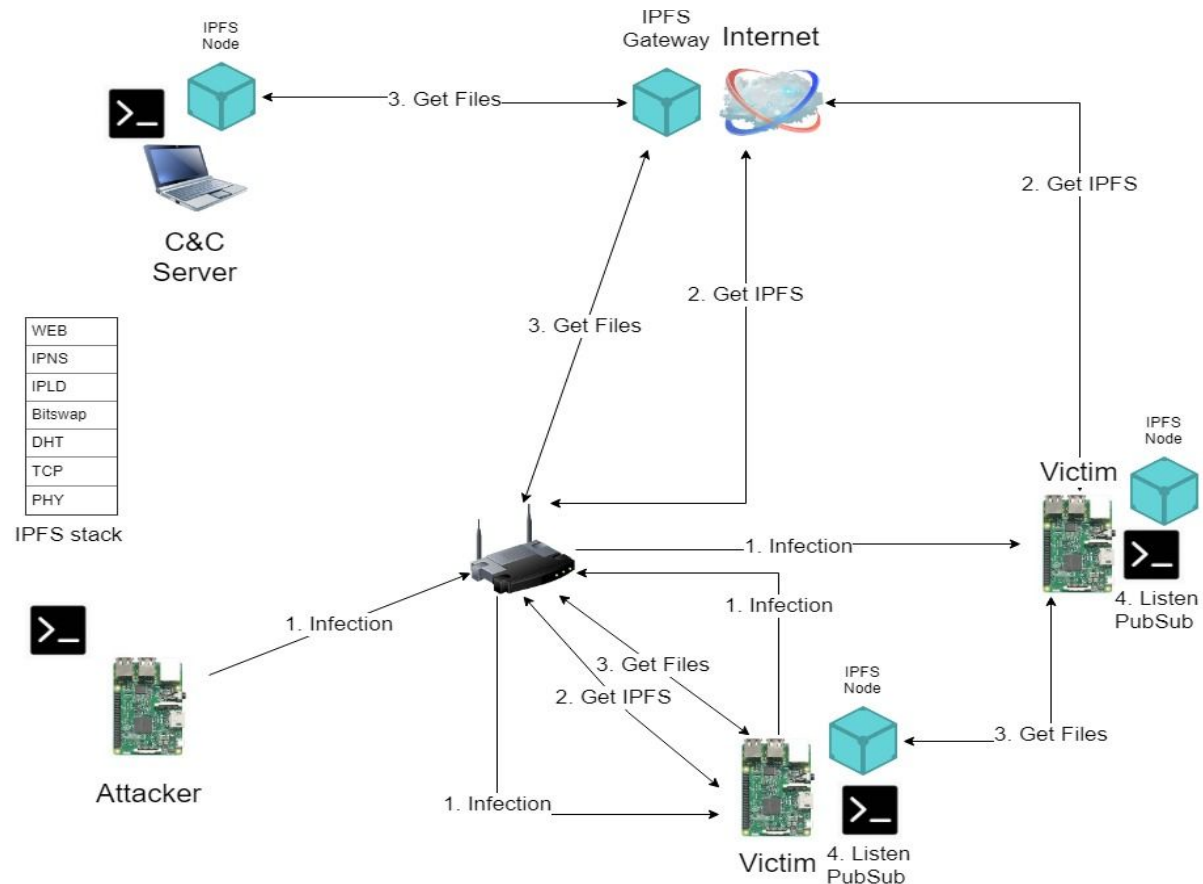 IPFS
Node
IPFS
Gateway
Internet
>_
3. Get Files
C&C
Server
2. Get IPFS
2. Get IPFS
3. Get Files
WEB
IPNS
IPLD
Bitswap
DHT
TCP
PHY
IPFS stack
IPFS
Node
Victim
>_
4. Listen
PubSub
1. Infection
1. Infection
>_
1. Infection
Attacker
3. Get Files
2. Get IPFS
IPFS
Node
3. Get Files
1. Infection
>_
Victim
4. Listen
PubSub